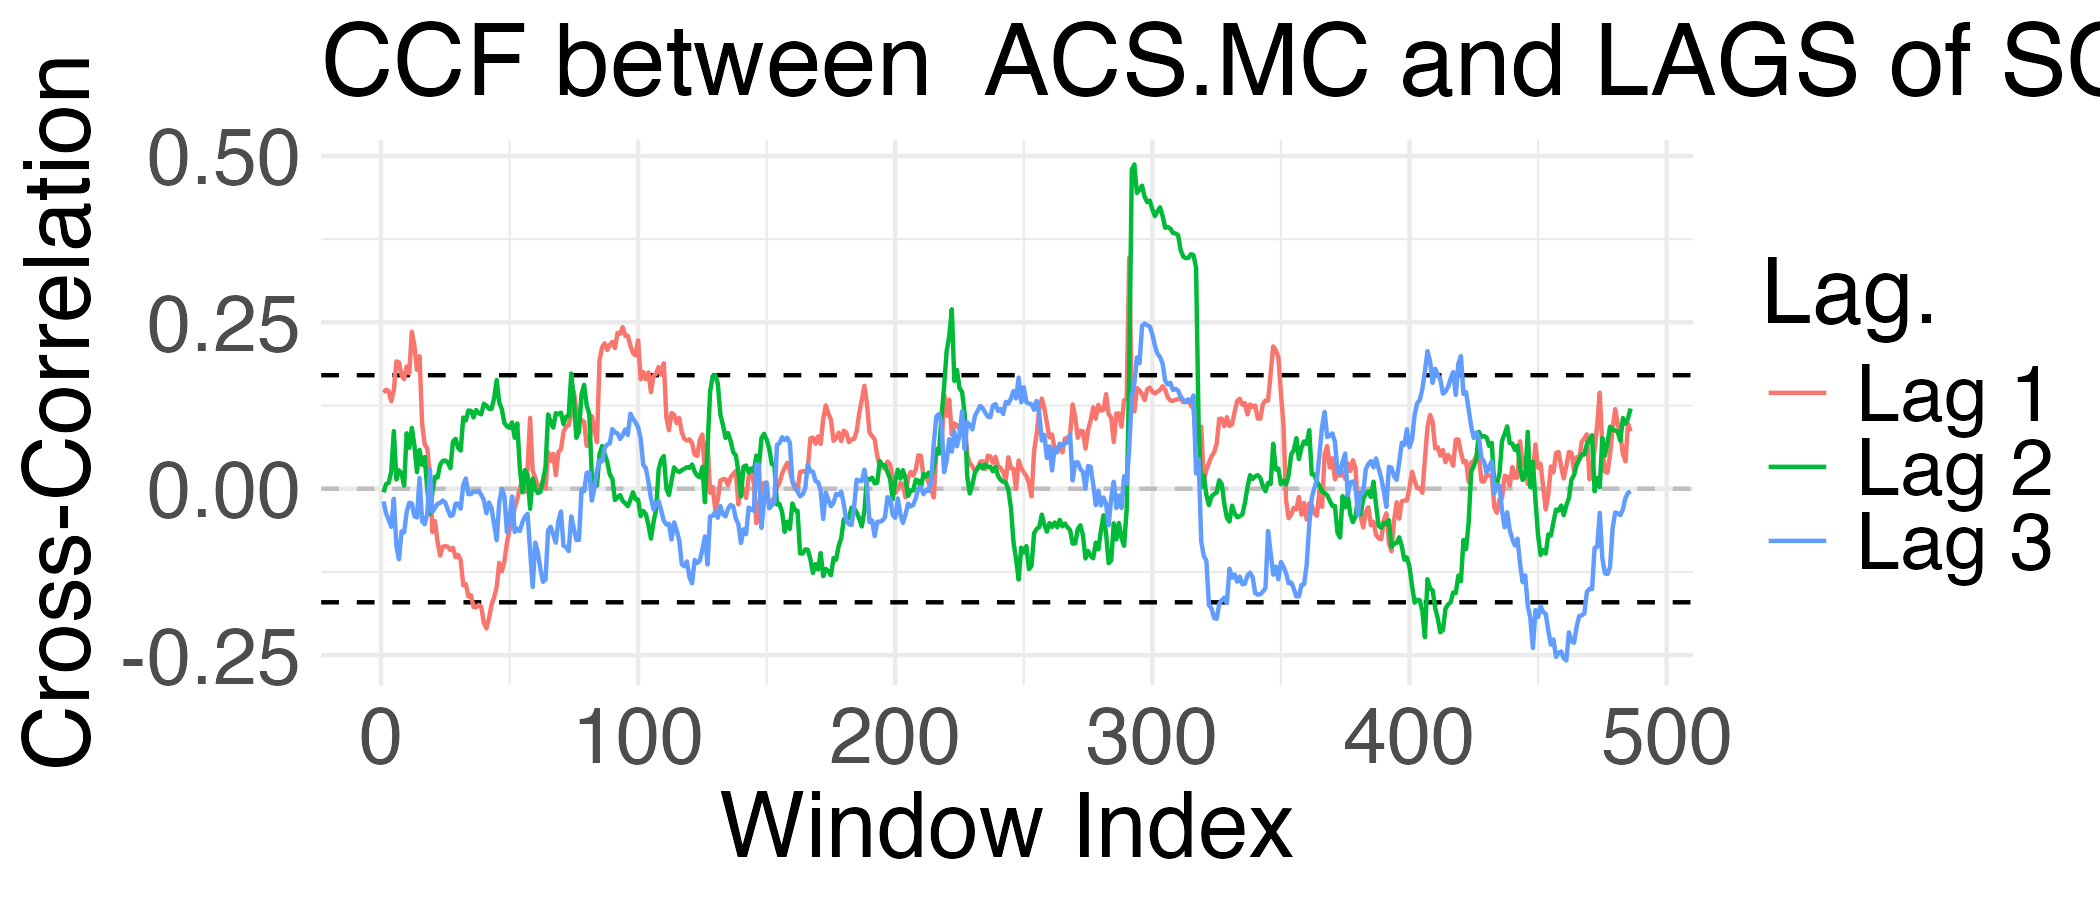 CCF between  ACS.MC and LAGS of
Cross-Correlation
0.50
0.25
0.00
-0.25
0
100
200
300
400
500
Window Index
Lag.
Lag 1
Lag 2
Lag 3